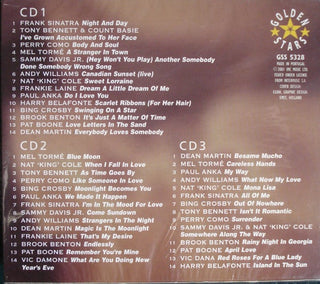 CD1
1 FRANK SINATRA Night And Day
2 TONY BENNETT & COUNT BASIE
I've Grown Accustomed To Her Face
3 PERRY COMO Body And Soul
4 MEL TORMÉ A Stranger In Town
5 SAMMY DAVIS JR. (Hey Won't You Play) Another Somebody
Done Somebody Wrong Song
6 ANDY WILLIAMS Canadian Sunset (live)
7 NAT 'KING' COLE Sweet Lorraine
8 FRANKIE LAINE Dream A Little Dream Of Me
9 PAUL ANKA Do I Love You
10 HARRY BELAFONTE Scarlet Ribbons (For Her Hair)
11 BING CROSBY Swinging On A Star
12 BROOK BENTON It's Just A Matter Of Time
13 PAT BOONE Love Letters In The Sand
14 DEAN MARTIN Everybody Loves Somebody
GOLDEN
STARS
GSS 5328
MADE IN PORTUGAL
CD2
1 MEL TORMÉ Blue Moon
2 NAT 'KING' COLE When I Fall In Love
3 TONY BENNETT As Time Goes By
4 PERRY COMO Like Someone In Love
5 BING CROSBY Moonlight Becomes You
6 PAUL ANKA We Made It Happen
7 FRANK SINATRA I'm In The Mood For Love
8 SAMMY DAVIS JR. Come Sundown
9 ANDY WILLIAMS Strangers In The Night
10 DEAN MARTIN Magic Is The Moonlight
11 FRANKIE LAINE That's My Desire
12 BROOK BENTON Endlessly
13 PAT BOONE Remember You're Mine
14 VIC DAMONE What Are You Doing New
Year's Eve
CD3
1 DEAN MARTIN Besame Mucho
2 MEL TORMÉ Careless Hands
3 PAUL ANKA My Way
4 ANDY WILLIAMS What Now My Love
5 NAT 'KING' COLE Mona Lisa
6 FRANK SINATRA All Of Me
7 BING CROSBY Out Of Nowhere
8 TONY BENNETT Isn't It Romantic
9 PERRY COMO Surrender
10 SAMMY DAVIS JR. & NAT 'KING' COLE
Somewhere Along The Way
11 BROOK BENTON Rainy Night In Georgia
12 PAT BOONE April Love
13 VIC DANA Red Roses For A Blue Lady
14 HARRY BELAFONTE Island In The Sun